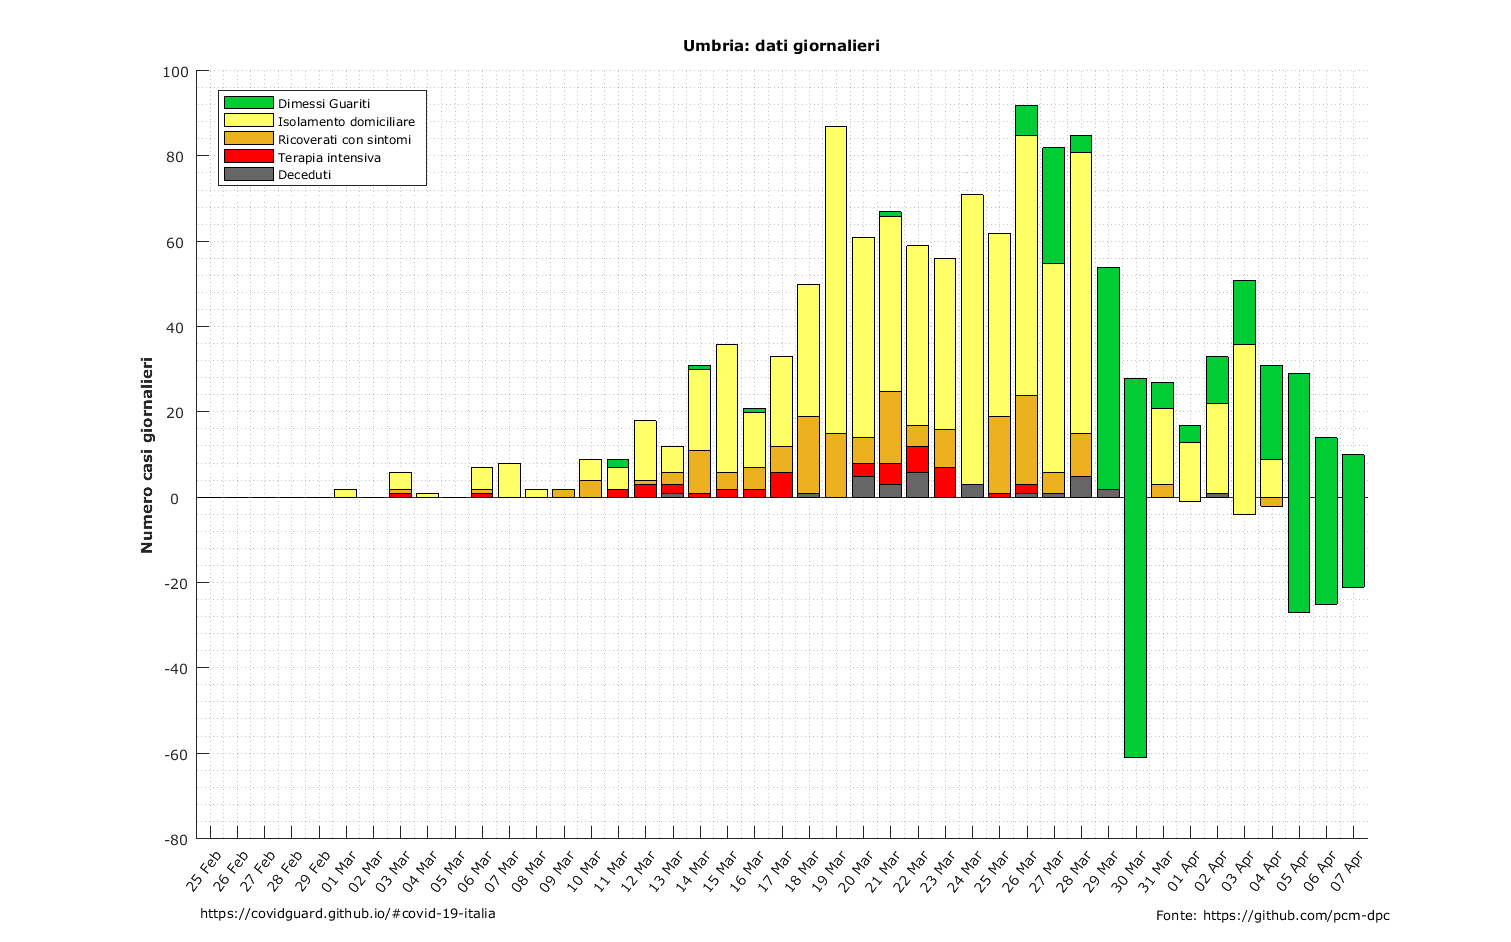 Umbria: dati giornalieri
100
80
60
40
20
0
-20
-40
-60
-80
Numero casi giornalieri
Dimessi Guariti
Isolamento domiciliare
Ricoverati con sintomi
Terapia intensiva
Deceduti
25 Feb
26 Feb
27 Feb
28 Feb
29 Feb
01 Mar
02 Mar
03 Mar
04 Mar
05 Mar
06 Mar
07 Mar
08 Mar
09 Mar
10 Mar
11 Mar
12 Mar
13 Mar
14 Mar
15 Mar
16 Mar
17 Mar
18 Mar
19 Mar
20 Mar
21 Mar
22 Mar
23 Mar
24 Mar
25 Mar
26 Mar
27 Mar
28 Mar
29 Mar
30 Mar
31 Mar
01 Apr
02 Apr
03 Apr
04 Apr
05 Apr
06 Apr
07 Apr
https://covidguard.github.io/#covid-19-italia
Fonte: https://github.com/pcm-dpc